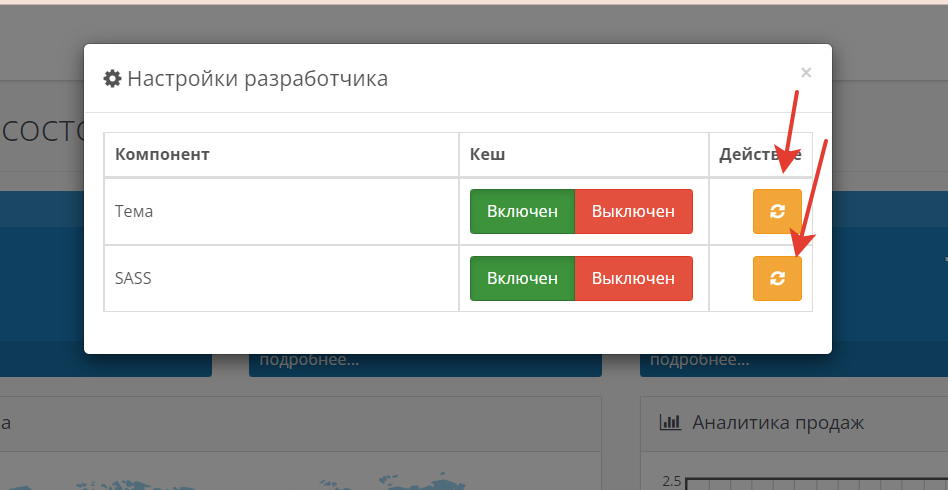 Настройки разработчика
×
СОСТО
Компонент Кеш Действие
Тема Включен Выключен
SASS Включен Выключен
подробнее... подробнее...
а
Аналитика продаж
2.5